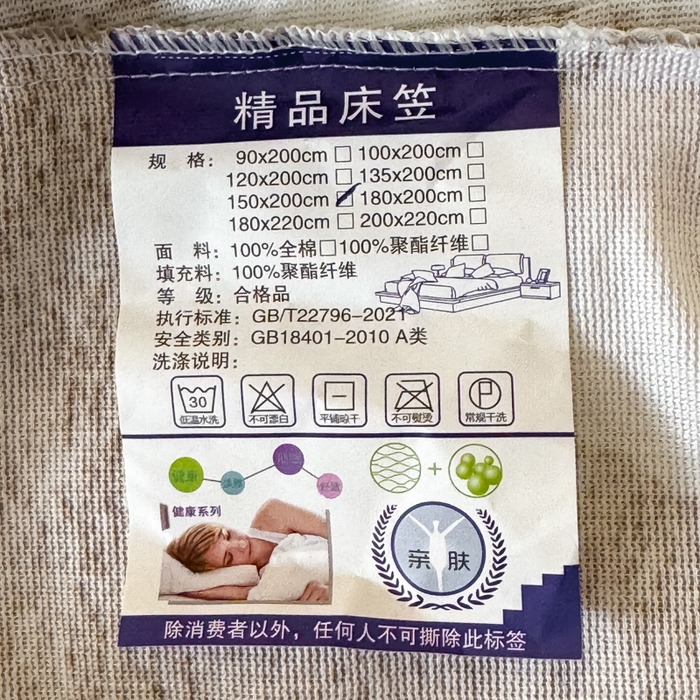 精品床笠
规 格： 90x200cm □ 100x200cm □
120x200cm □ 135x200cm □
150x200cm ☑ 180x200cm □
180x220cm □ 200x220cm □
面 料：100%全棉□100%聚酯纤维□
填充料：100%聚酯纤维
等 级：合格品
执行标准：GB/T22796-2021
安全类别：GB18401-2010 A类
洗涤说明：
30
低温水洗 不可漂白 平铺晾干 不可熨烫 常规干洗
P
健康
舒适
健康系列
亲肤
除消费者以外，任何人不可撕除此标签